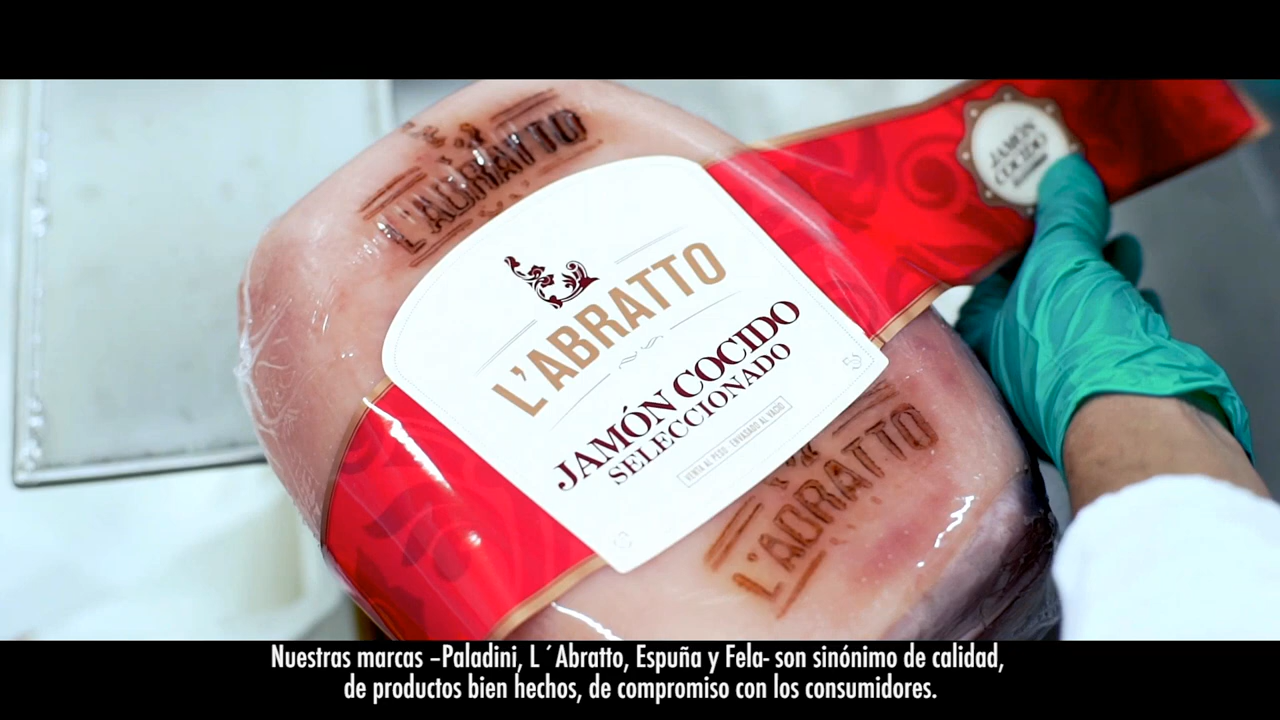 L'ABRATTO
JAMÓN
COCIDO
L'ABRATTO
JAMÓN COCIDO
SELECCIONADO
VENTA AL PESO · ENVASADO AL VACÍO
L'ABRATTO
Nuestras marcas –Paladini, L ´Abratto, Espuña y Fela- son sinónimo de calidad,
de productos bien hechos, de compromiso con los consumidores.